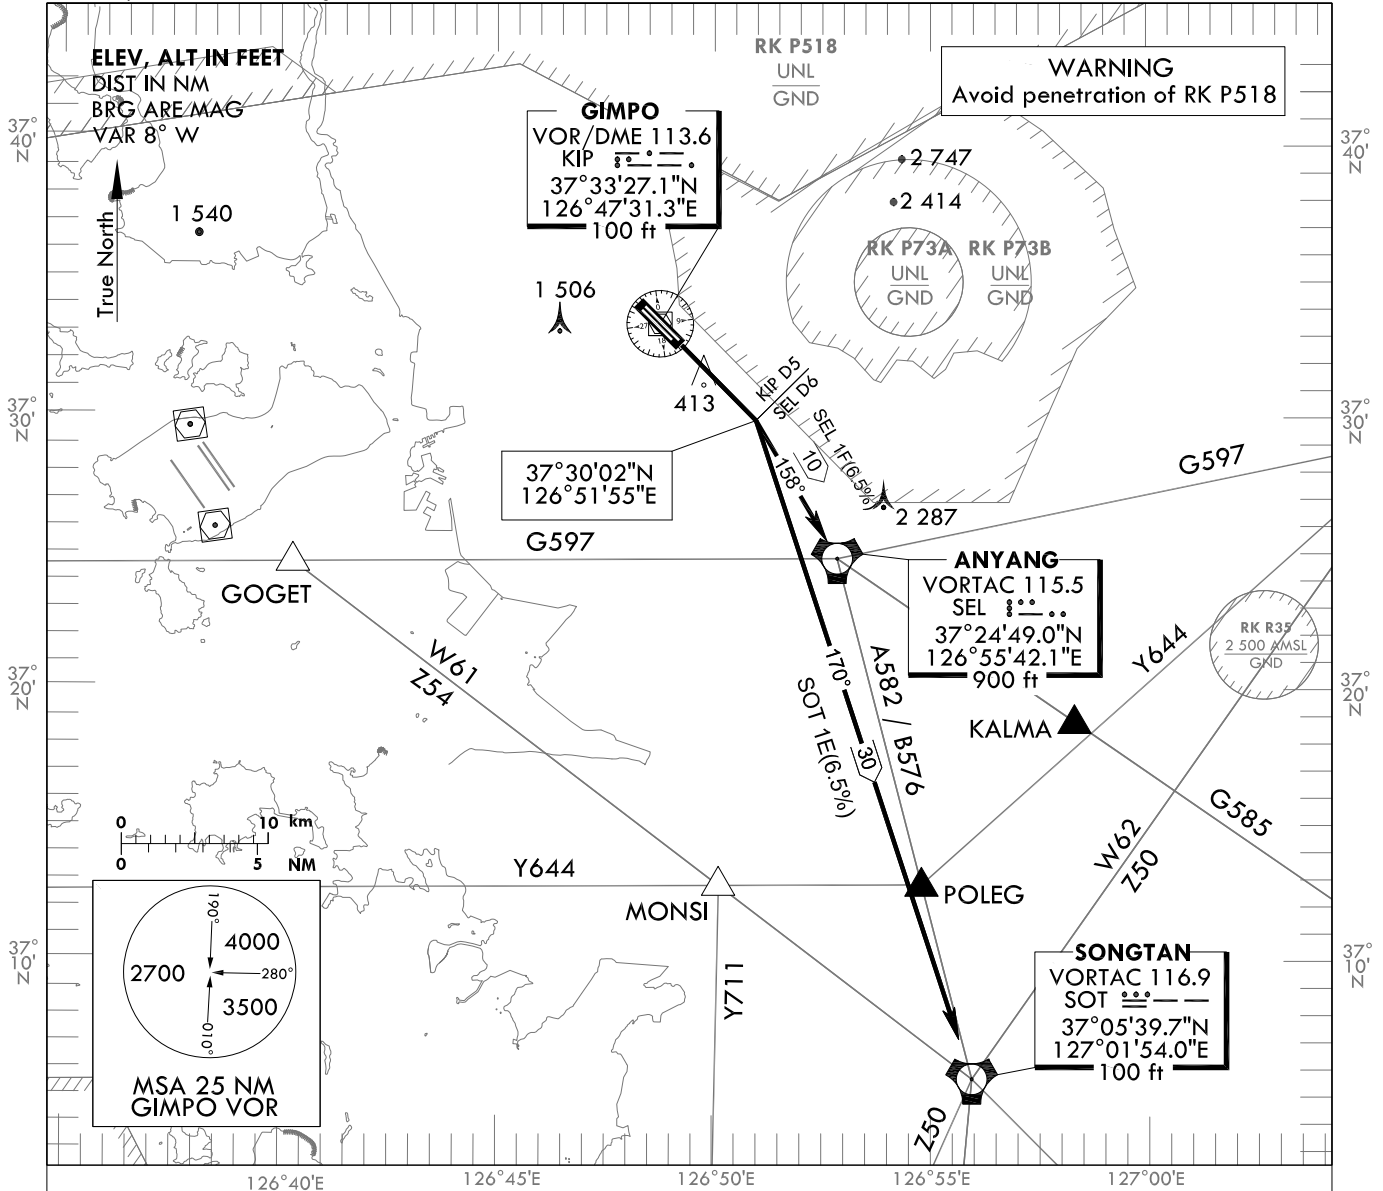 ELEV, ALT IN FEET
DIST IN NM
BRG ARE MAG
VAR 8° W
True North
1 540
RK P518
UNL
GND
WARNING
Avoid penetration of RK P518
GIMPO
VOR/DME 113.6
KIP
37°33'27.1"N
126°47'31.3"E
100 ft
2 747
2 414
RK P73A
UNL
GND
RK P73B
UNL
GND
1 506
0
9
18
27
413
KIP D5
SEL D6
SEL 1F(6.5%)
10
158°
37°30'02"N
126°51'55"E
G597
G597
2 287
GOGET
ANYANG
VORTAC 115.5
SEL
37°24'49.0"N
126°55'42.1"E
900 ft
RK R35
2 500 AMSL
GND
W61
Z54
170°
SOT 1E(6.5%)
30
A582 / B576
Y644
KALMA
G585
W62
Z50
0 10 km
0 5 NM
Y644
MONSI
POLEG
190°
4000
2700
280°
3500
010°
MSA 25 NM
GIMPO VOR
Y711
SONGTAN
VORTAC 116.9
SOT
37°05'39.7"N
127°01'54.0"E
100 ft
Z50
37°
40'
N
37°
30'
N
37°
20'
N
37°
10'
N
37°
40'
N
37°
30'
N
37°
20'
N
37°
10'
N
126°40'E
126°45'E
126°50'E
126°55'E
127°00'E